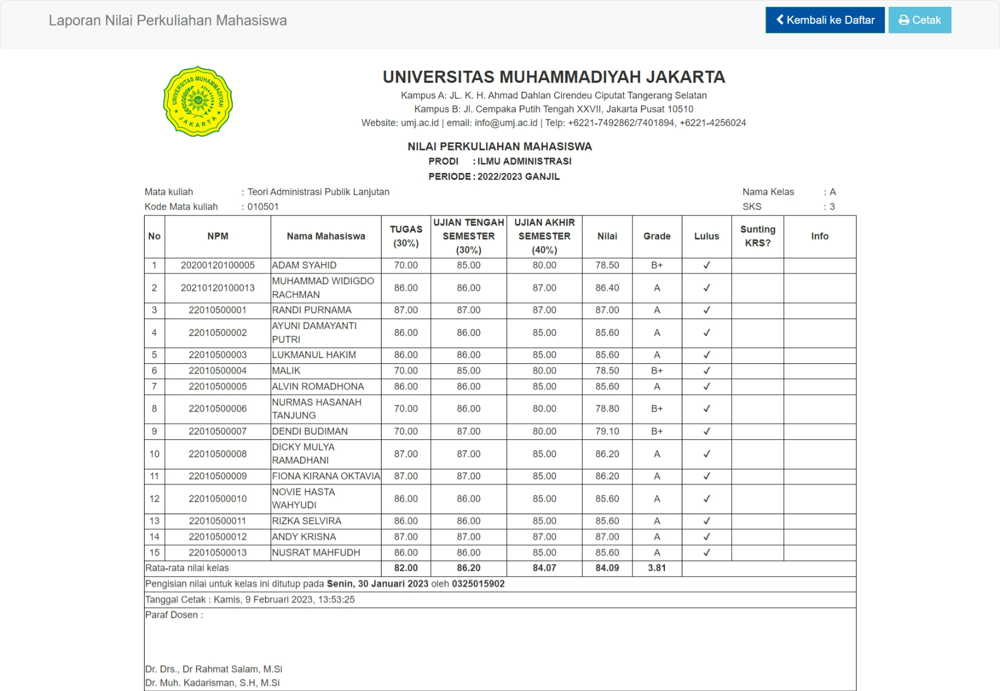 Laporan Nilai Perkuliahan Mahasiswa
Kembali ke Daftar
Cetak
UNIVERSITAS MUHAMMADIYAH
JAKARTA
UNIVERSITAS MUHAMMADIYAH JAKARTA
Kampus A: JL. K. H. Ahmad Dahlan Cirendeu Ciputat Tangerang Selatan
Kampus B: Jl. Cempaka Putih Tengah XXVII, Jakarta Pusat 10510
Website: umj.ac.id | email: info@umj.ac.id | Telp: +6221-7492862/7401894, +6221-4256024
NILAI PERKULIAHAN MAHASISWA
PRODI : ILMU ADMINISTRASI
PERIODE : 2022/2023 GANJIL
Mata kuliah : Teori Administrasi Publik Lanjutan Nama Kelas : A
Kode Mata kuliah : 010501 SKS : 3
No NPM Nama Mahasiswa TUGAS (30%) UJIAN TENGAH SEMESTER (30%) UJIAN AKHIR SEMESTER (40%) Nilai Grade Lulus Sunting KRS? Info
1 20200120100005 ADAM SYAHID 70.00 85.00 80.00 78.50 B+ ✓
2 20210120100013 MUHAMMAD WIDIGDO RACHMAN 86.00 86.00 87.00 86.40 A ✓
3 22010500001 RANDI PURNAMA 87.00 87.00 87.00 87.00 A ✓
4 22010500002 AYUNI DAMAYANTI PUTRI 86.00 86.00 85.00 85.60 A ✓
5 22010500003 LUKMANUL HAKIM 86.00 86.00 85.00 85.60 A ✓
6 22010500004 MALIK 70.00 85.00 80.00 78.50 B+ ✓
7 22010500005 ALVIN ROMADHONA 86.00 86.00 85.00 85.60 A ✓
8 22010500006 NURMAS HASANAH TANJUNG 70.00 86.00 80.00 78.80 B+ ✓
9 22010500007 DENDI BUDIMAN 70.00 87.00 80.00 79.10 B+ ✓
10 22010500008 DICKY MULYA RAMADHANI 87.00 87.00 85.00 86.20 A ✓
11 22010500009 FIONA KIRANA OKTAVIA 87.00 87.00 85.00 86.20 A ✓
12 22010500010 NOVIE HASTA WAHYUDI 86.00 86.00 85.00 85.60 A ✓
13 22010500011 RIZKA SELVIRA 86.00 86.00 85.00 85.60 A ✓
14 22010500012 ANDY KRISNA 87.00 87.00 87.00 87.00 A ✓
15 22010500013 NUSRAT MAHFUDH 86.00 86.00 85.00 85.60 A ✓
Rata-rata nilai kelas 82.00 86.20 84.07 84.09 3.81
Pengisian nilai untuk kelas ini ditutup pada Senin, 30 Januari 2023 oleh 0325015902
Tanggal Cetak : Kamis, 9 Februari 2023, 13:53:25
Paraf Dosen :
Dr. Drs., Dr Rahmat Salam, M.Si
Dr. Muh. Kadarisman, S.H, M.Si